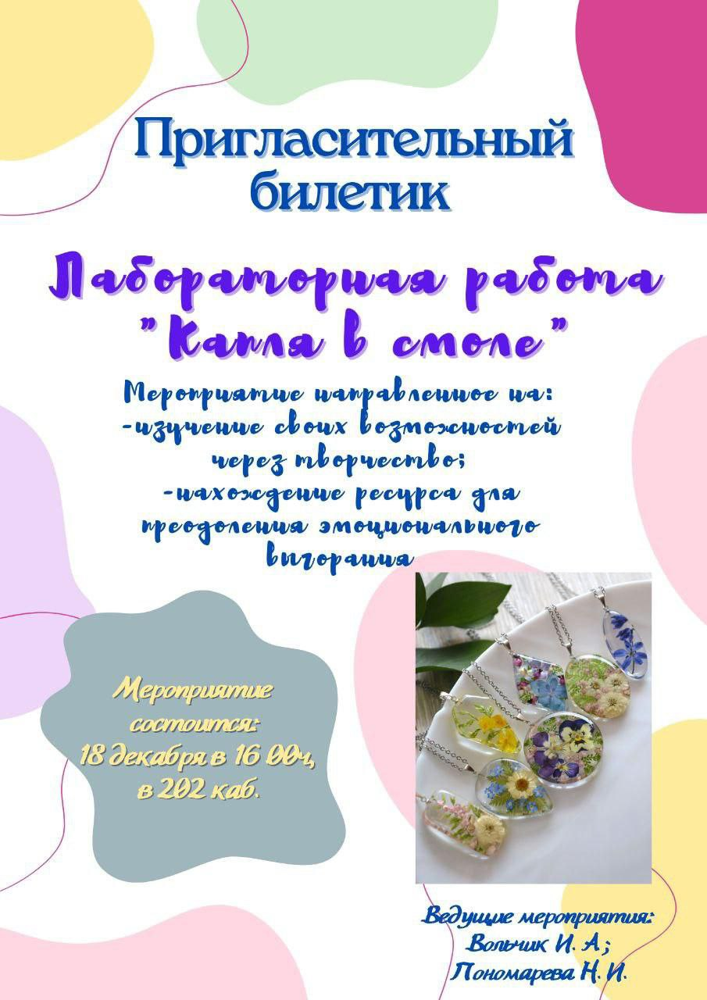 Пригласительный
билетик
Лабораторная работа
"Капля в смоле"
Мероприятие направленное на:
-изучение своих возможностей
через творчество;
-нахождение ресурса для
преодоления эмоционального
выгорания
Мероприятие
состоится:
18 декабря в 16 00ч,
в 202 каб.
Ведущие мероприятия:
Вольчик И. А.;
Пономарева Н. И.